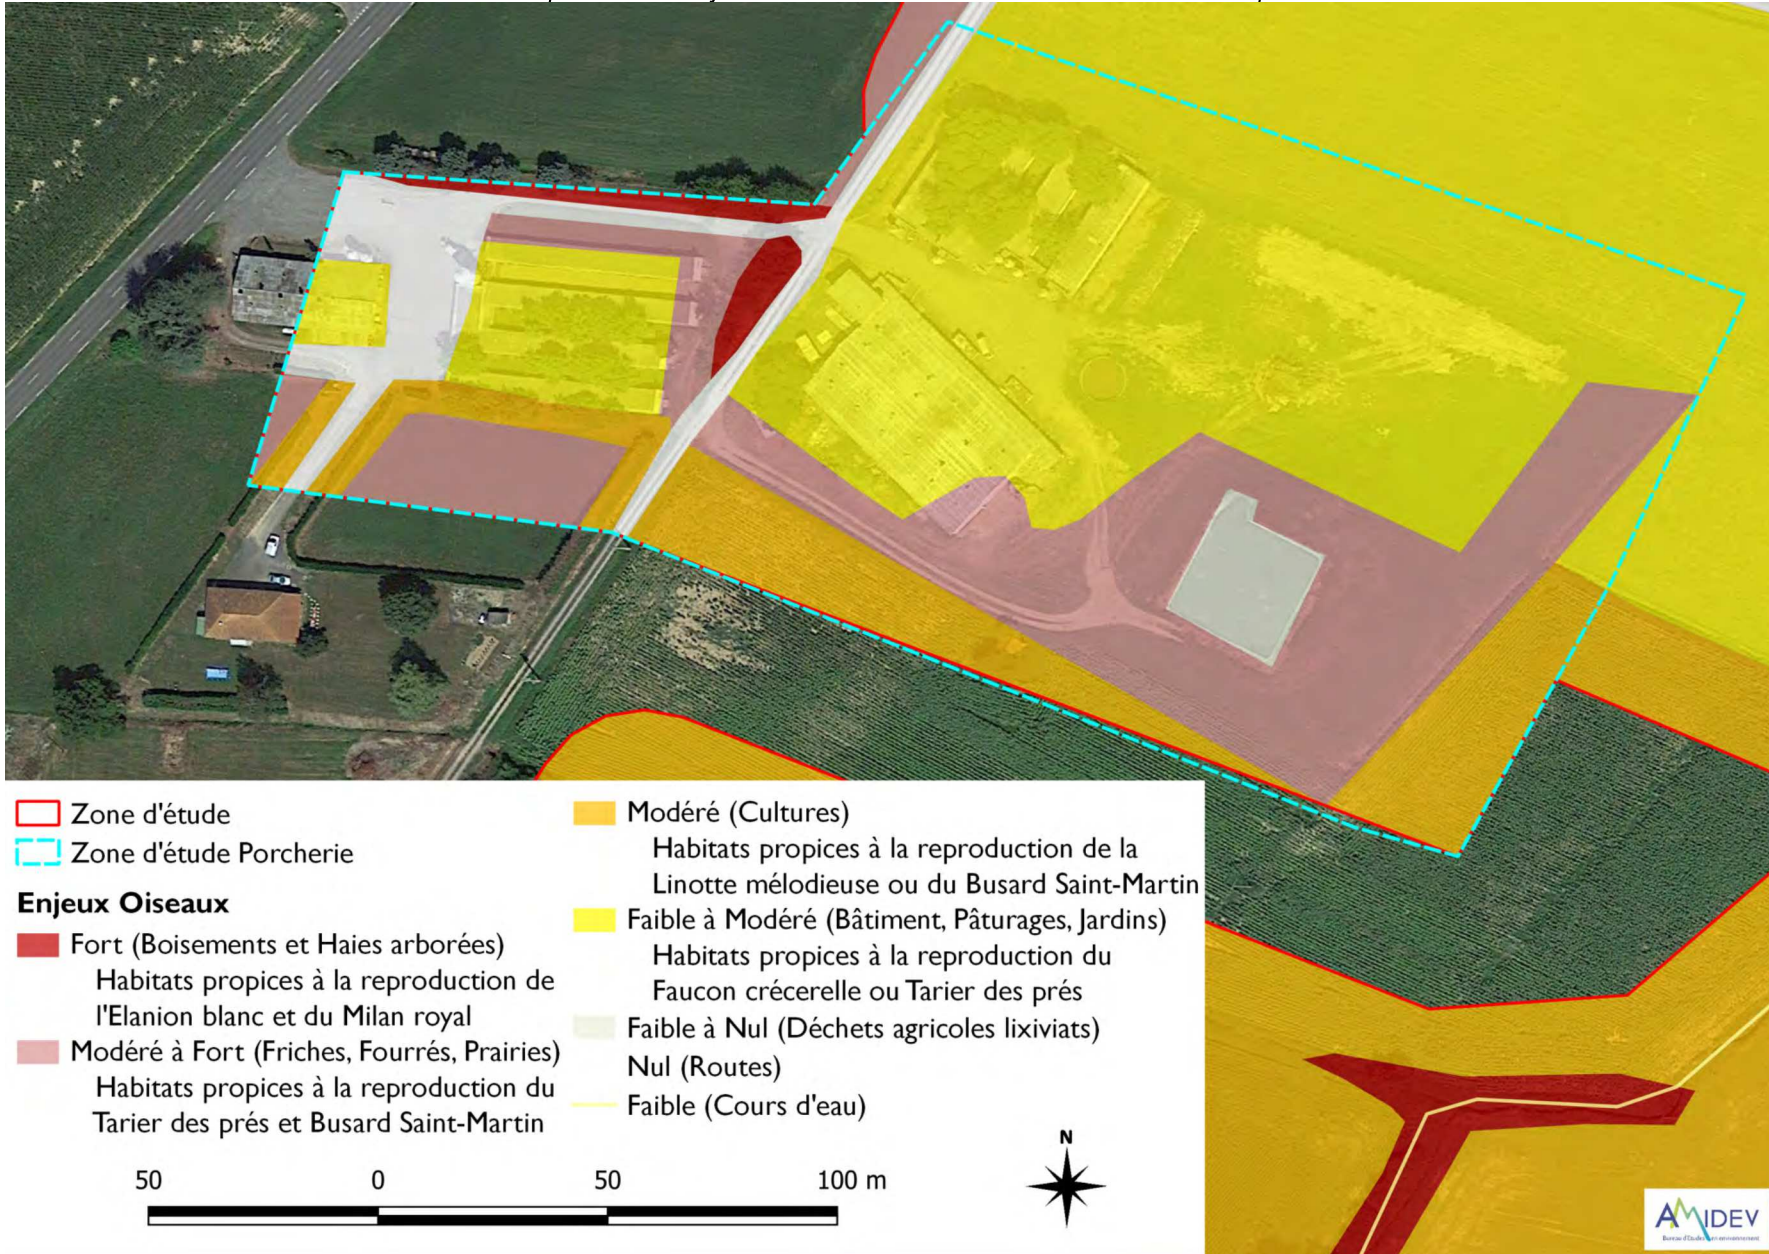 Zone d'étude
Zone d'étude Porcherie
Enjeux Oiseaux
Fort (Boisements et Haies arborées)
Habitats propices à la reproduction de
l'Elanion blanc et du Milan royal
Modéré à Fort (Friches, Fourrés, Prairies)
Habitats propices à la reproduction du
Tarier des prés et Busard Saint-Martin
Modéré (Cultures)
Habitats propices à la reproduction de la
Linotte mélodieuse ou du Busard Saint-Martin
Faible à Modéré (Bâtiment, Pâturages, Jardins)
Habitats propices à la reproduction du
Faucon crécerelle ou Tarier des prés
Faible à Nul (Déchets agricoles lixiviats)
Nul (Routes)
Faible (Cours d'eau)
50 0 50 100 m
N
AMIDEV
Bureau d'Etudes en environnement